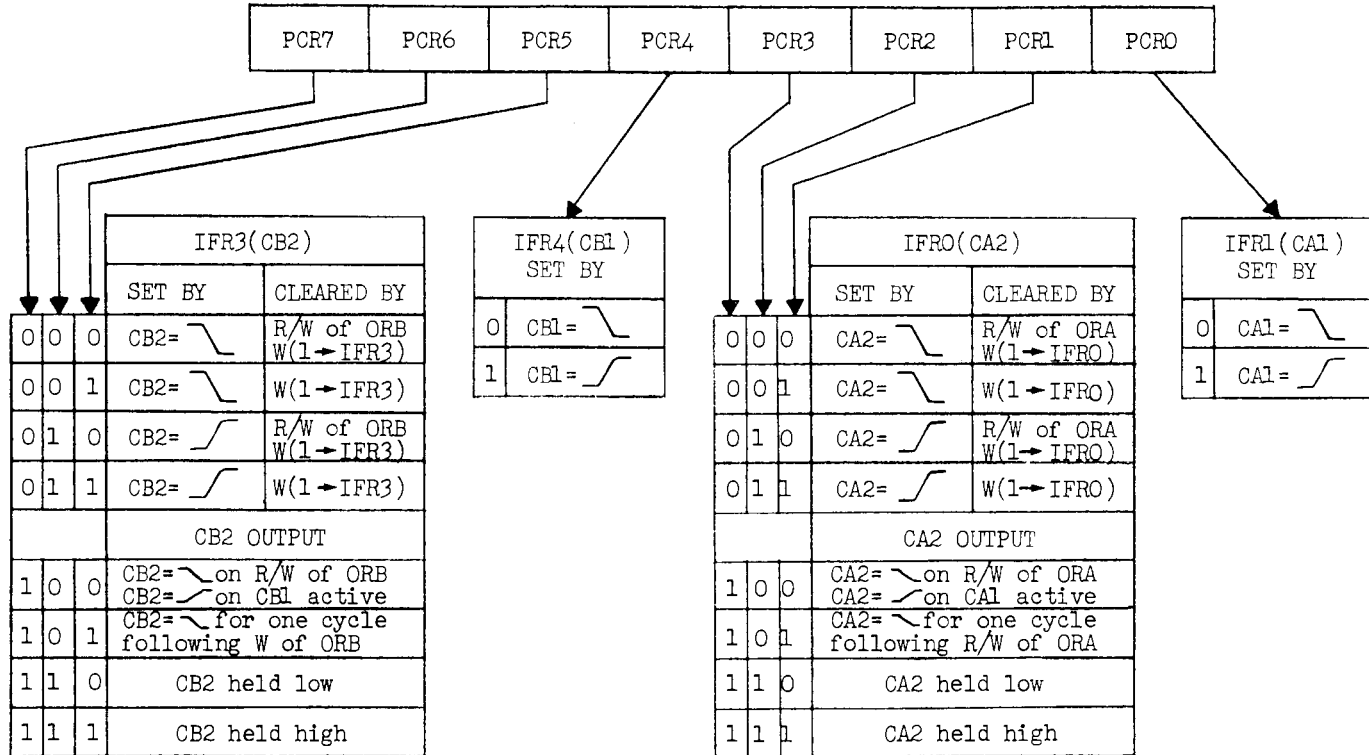 PCR7 PCR6 PCR5 PCR4 PCR3 PCR2 PCR1 PCR0
IFR3(CB2)
SET BY CLEARED BY
0 0 0 CB2= R/W of ORB
W(1→IFR3)
0 0 1 CB2= W(1→IFR3)
0 1 0 CB2= R/W of ORB
W(1→IFR3)
0 1 1 CB2= W(1→IFR3)
CB2 OUTPUT
1 0 0 CB2= on R/W of ORB
CB2= on CB1 active
1 0 1 CB2= for one cycle
following W of ORB
1 1 0 CB2 held low
1 1 1 CB2 held high
IFR4(CB1)
SET BY
0 CB1=
1 CB1=
IFR0(CA2)
SET BY CLEARED BY
0 0 0 CA2= R/W of ORA
W(1→IFR0)
0 0 1 CA2= W(1→IFR0)
0 1 0 CA2= R/W of ORA
W(1→IFR0)
0 1 1 CA2= W(1→IFR0)
CA2 OUTPUT
1 0 0 CA2= on R/W of ORA
CA2= on CA1 active
1 0 1 CA2= for one cycle
following R/W of ORA
1 1 0 CA2 held low
1 1 1 CA2 held high
IFR1(CA1)
SET BY
0 CA1=
1 CA1=